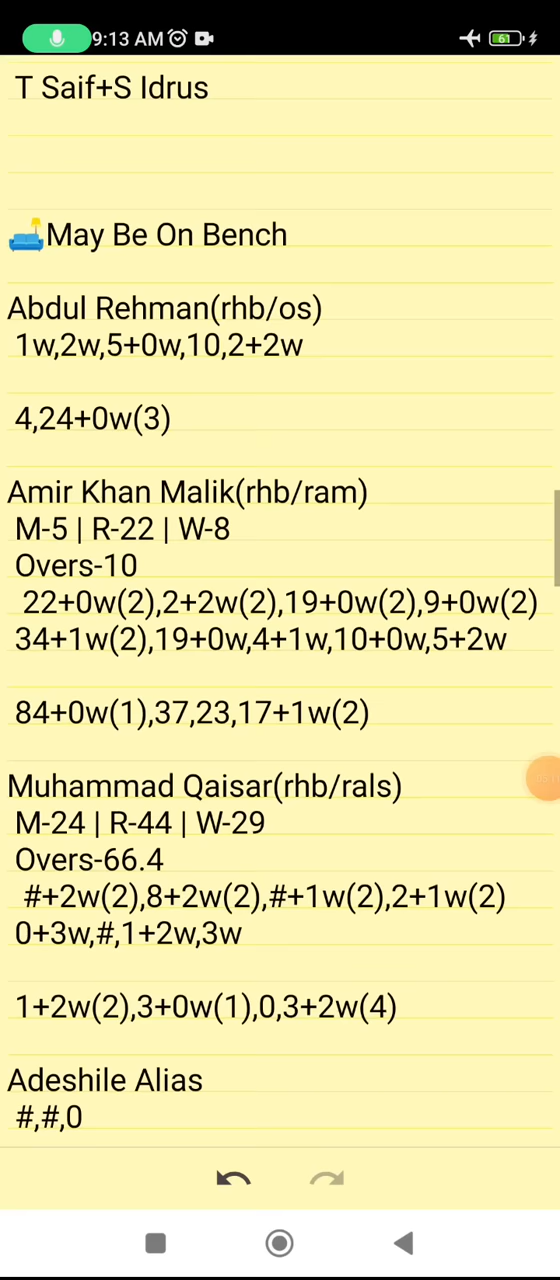 9:13 AM
61
T Saif+S Idrus
🛋️May Be On Bench
Abdul Rehman(rhb/os)
1w,2w,5+0w,10,2+2w
4,24+0w(3)
Amir Khan Malik(rhb/ram)
M-5 | R-22 | W-8
Overs-10
22+0w(2),2+2w(2),19+0w(2),9+0w(2)
34+1w(2),19+0w,4+1w,10+0w,5+2w
84+0w(1),37,23,17+1w(2)
Muhammad Qaisar(rhb/rals)
M-24 | R-44 | W-29
Overs-66.4
#+2w(2),8+2w(2),#+1w(2),2+1w(2)
0+3w,#,1+2w,3w
1+2w(2),3+0w(1),0,3+2w(4)
Adeshile Alias
#,#,0